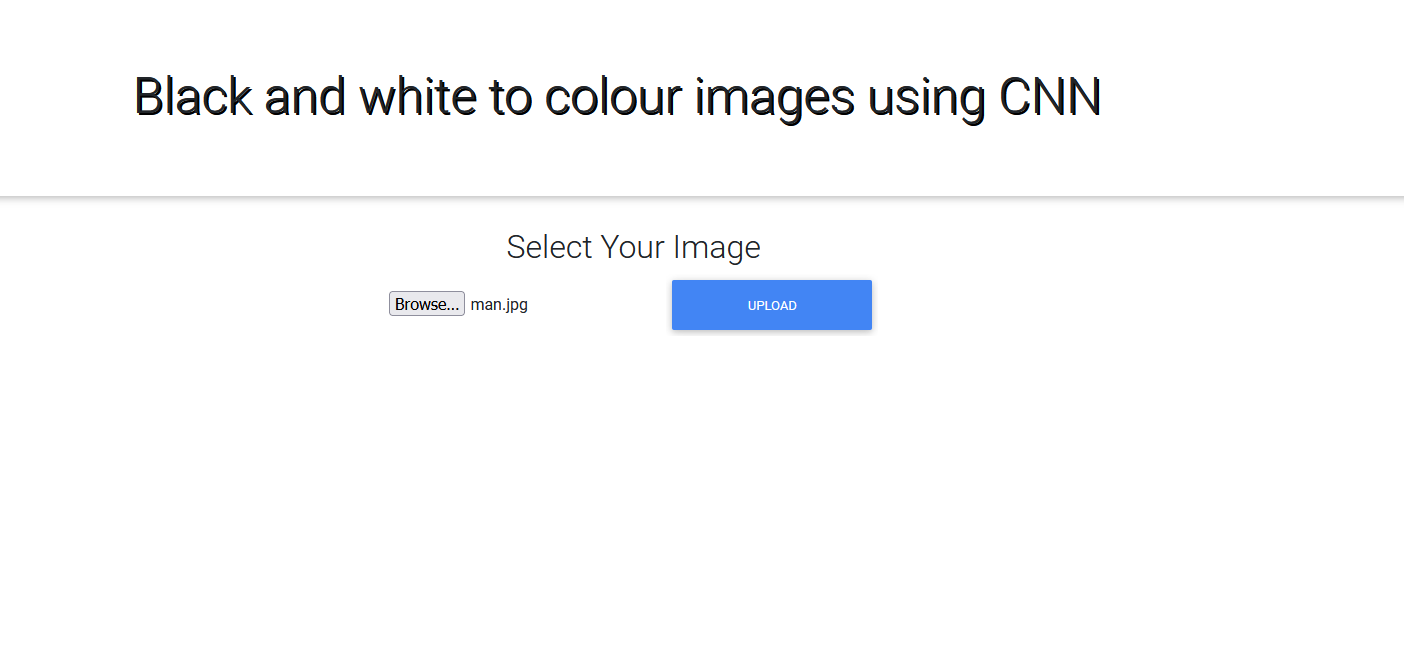 Black and white to colour images using CNN
Select Your Image
Browse... man.jpg UPLOAD